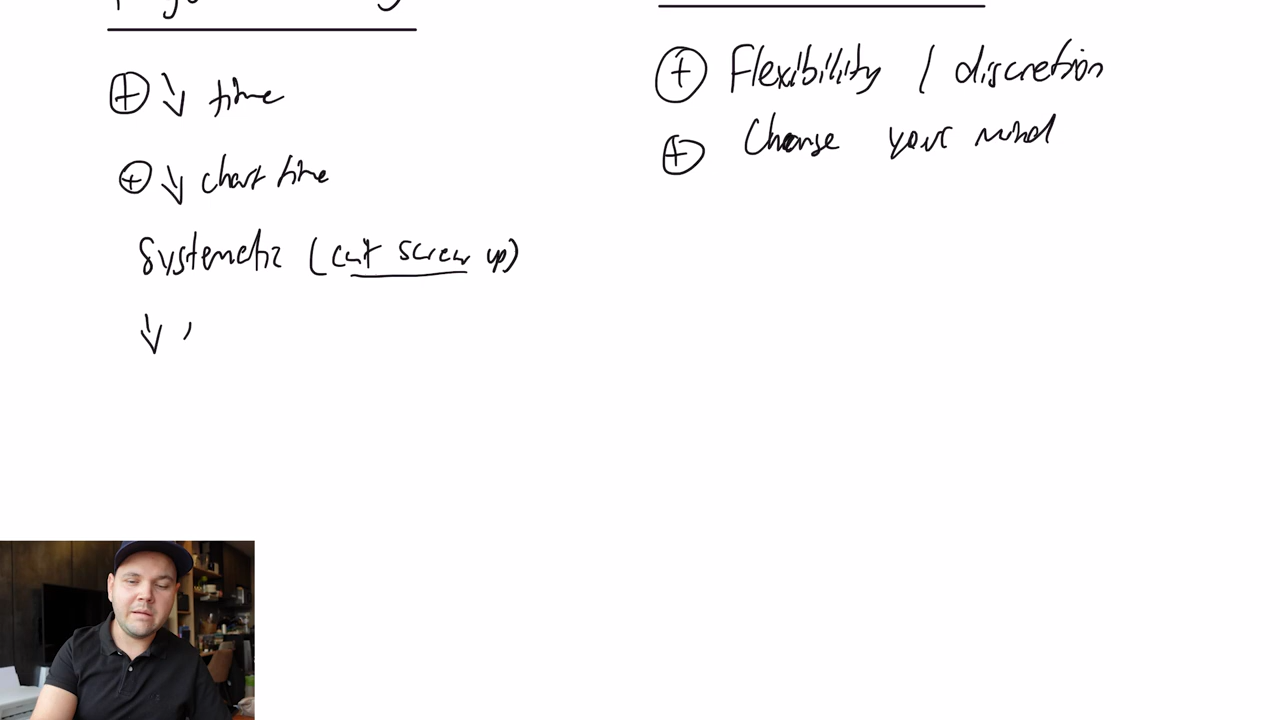 ↓ time
↓ chart time
Systematic (can't screw up)
↓
Flexibility / discretion
Change your mind